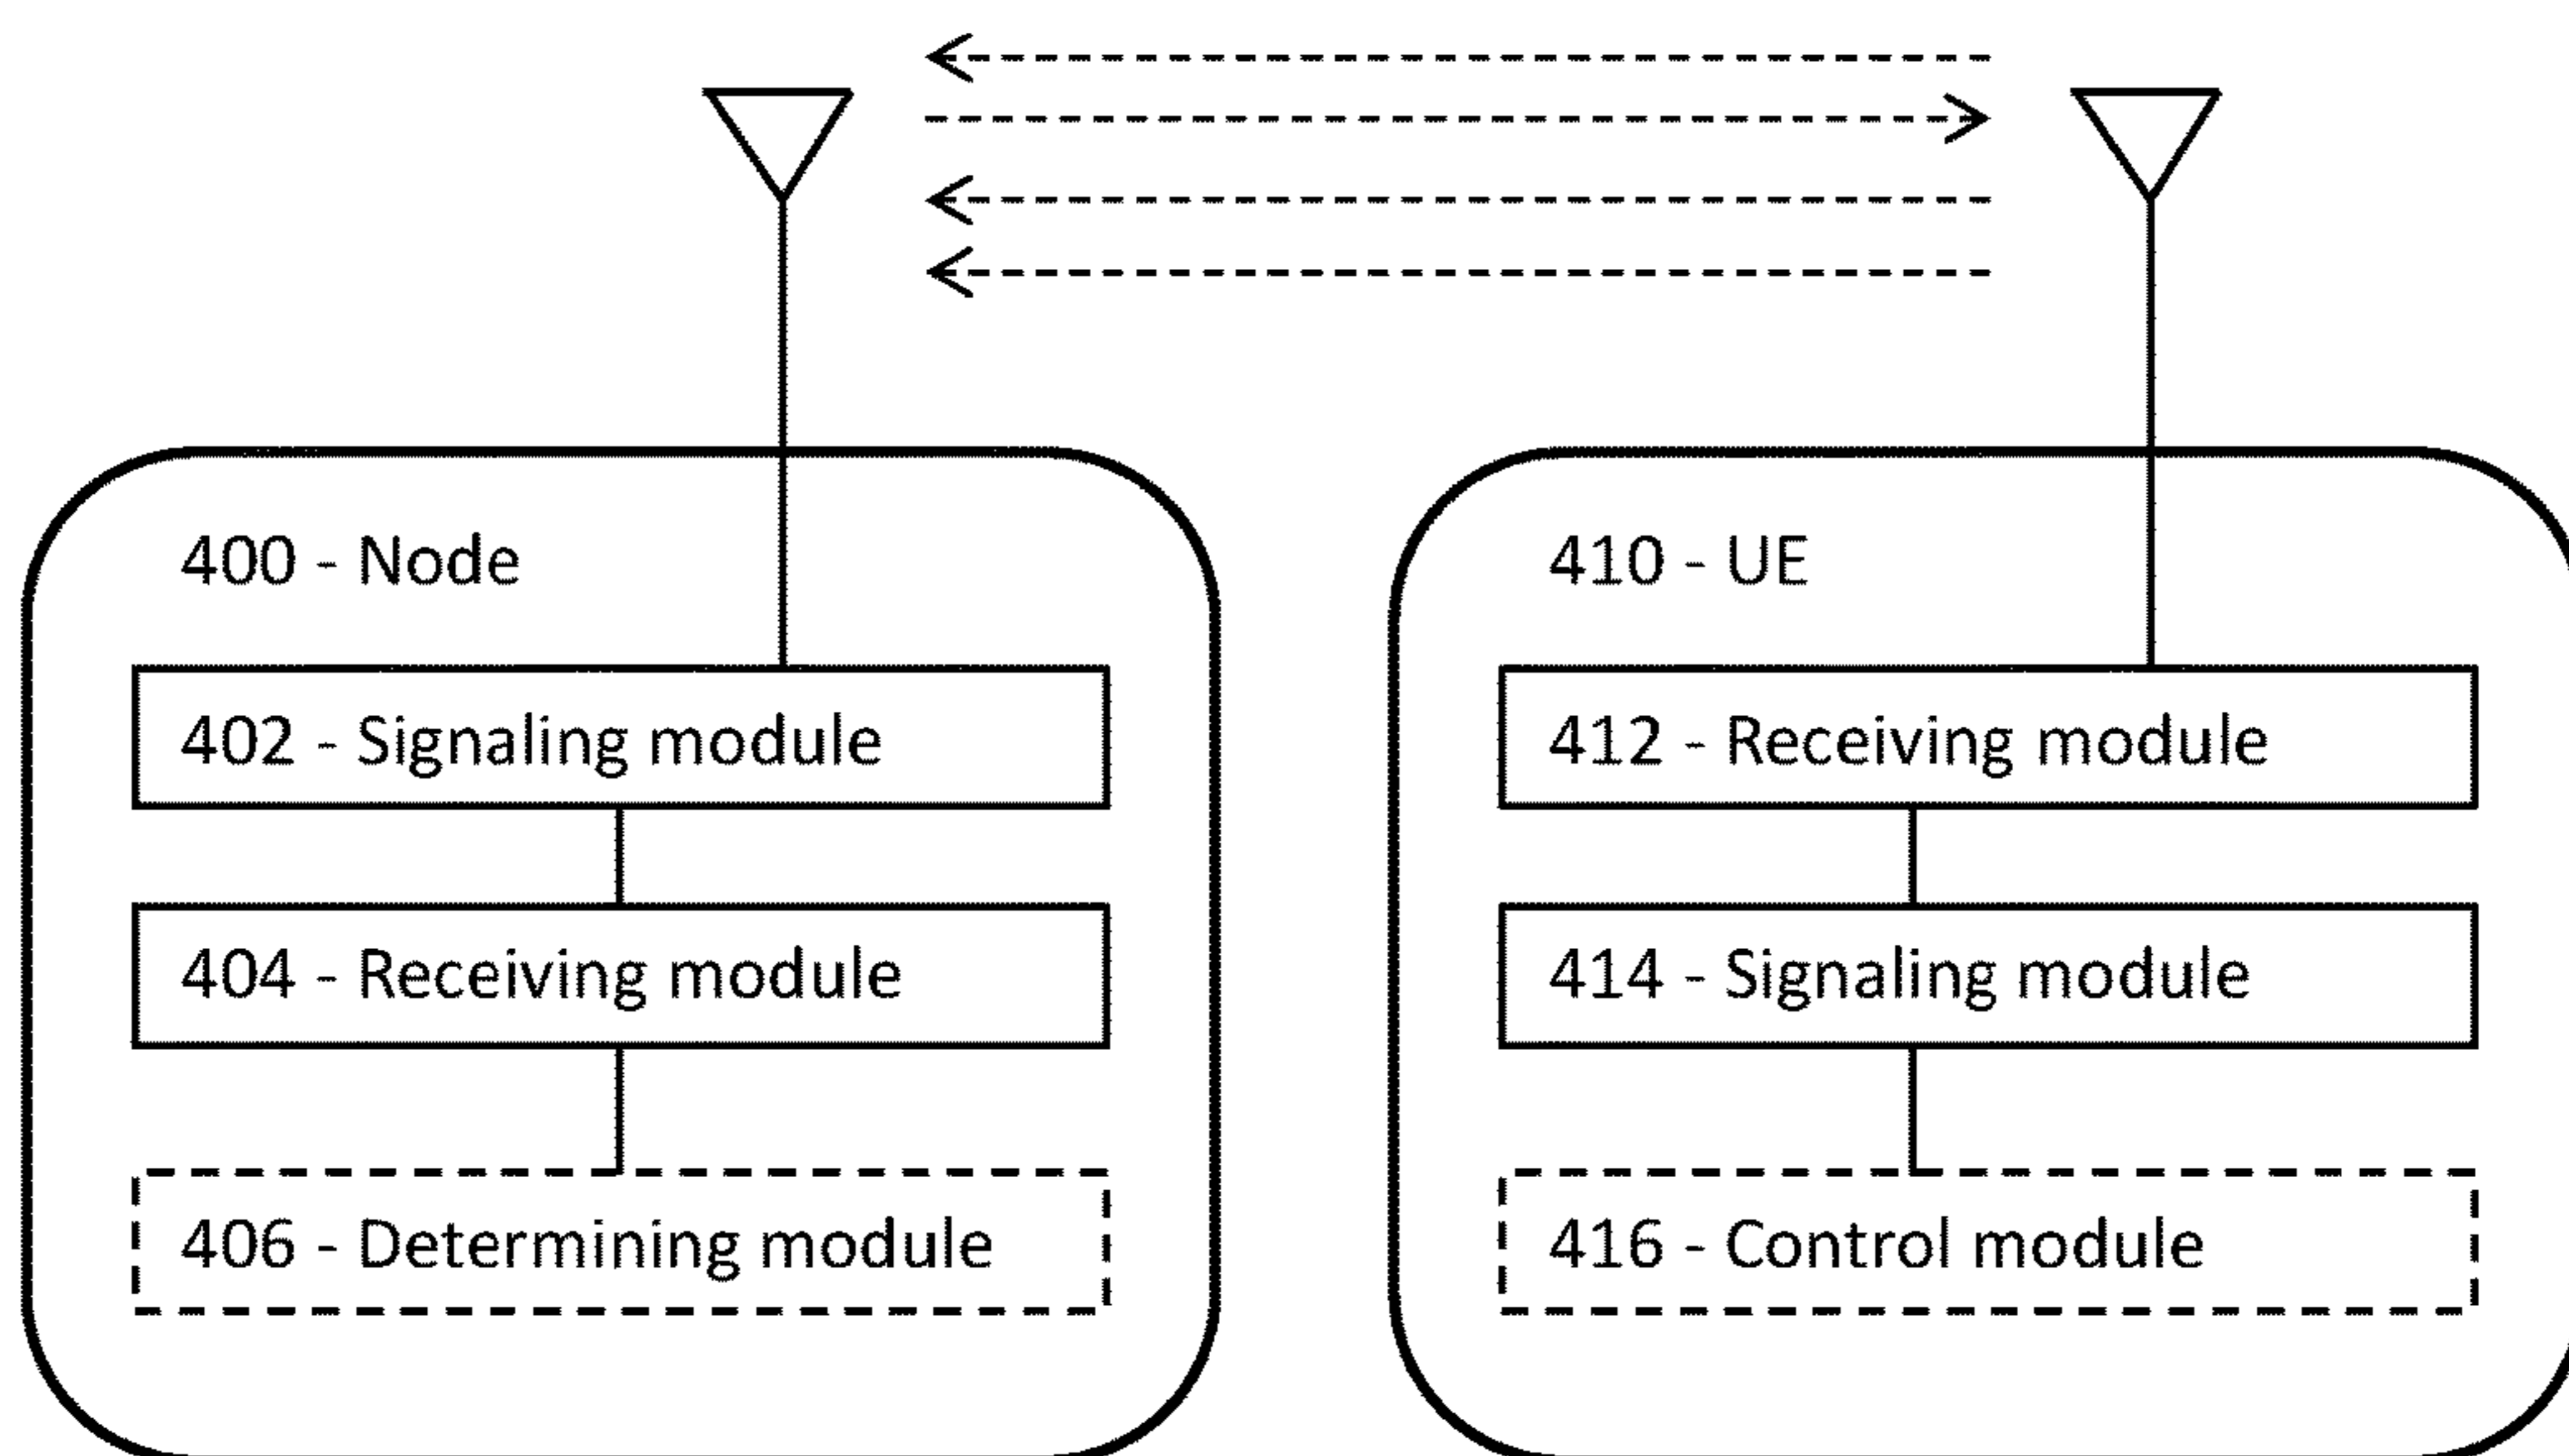 400 - Node
402 - Signaling module
404 - Receiving module
406 - Determining module
410 - UE
412 - Receiving module
414 - Signaling module
416 - Control module